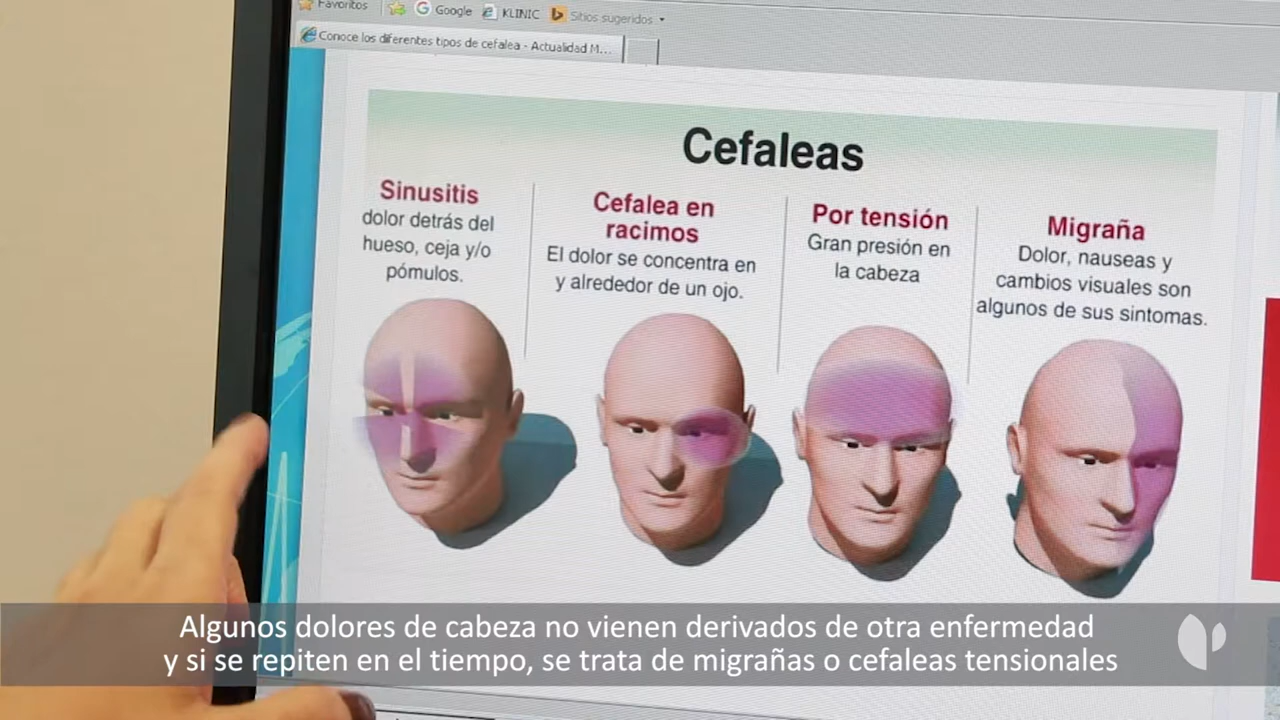 Favoritos
Google
KLINIC
Sitios sugeridos
Conoce los diferentes tipos de cefalea - Actualidad M...
Cefaleas
Sinusitis
dolor detrás del
hueso, ceja y/o
pómulos.
Cefalea en
racimos
El dolor se concentra en
y alrededor de un ojo.
Por tensión
Gran presión en
la cabeza
Migraña
Dolor, nauseas y
cambios visuales son
algunos de sus sintomas.
Algunos dolores de cabeza no vienen derivados de otra enfermedad
y si se repiten en el tiempo, se trata de migrañas o cefaleas tensionales